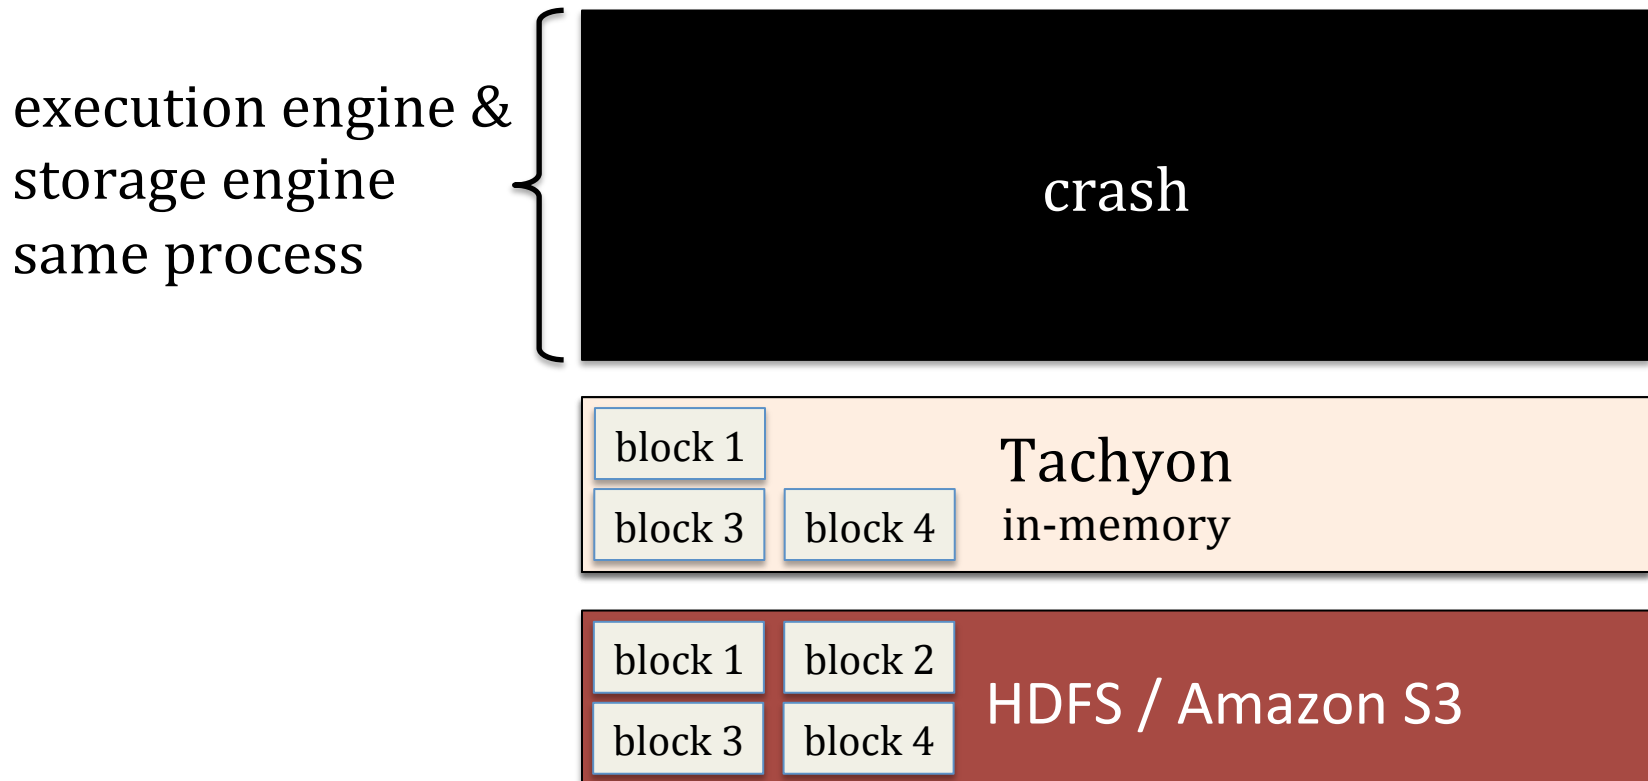 execution engine &
storage engine
same process
crash
block 1
block 3 block 4
Tachyon
in-memory
block 1 block 2
block 3 block 4
HDFS / Amazon S3